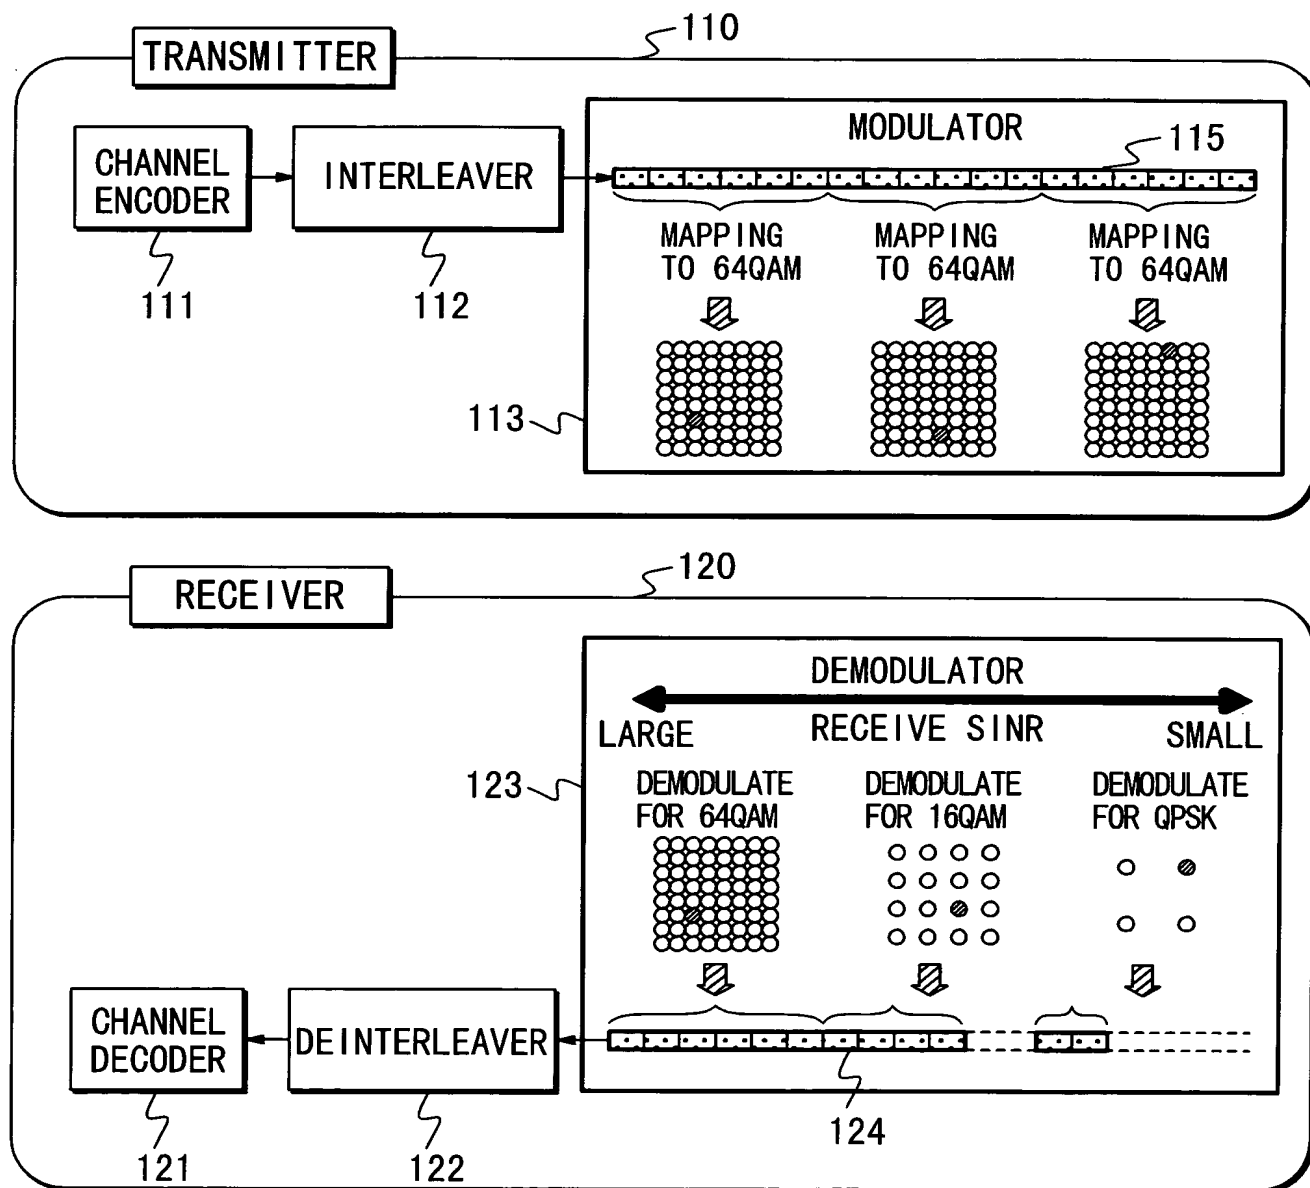 TRANSMITTER
110
CHANNEL
ENCODER
111
INTERLEAVER
112
MODULATOR
115
MAPPING
TO 64QAM
MAPPING
TO 64QAM
MAPPING
TO 64QAM
113
RECEIVER
120
DEMODULATOR
LARGE
RECEIVE SINR
SMALL
123
DEMODULATE
FOR 64QAM
DEMODULATE
FOR 16QAM
DEMODULATE
FOR QPSK
CHANNEL
DECODER
121
DEINTERLEAVER
122
124